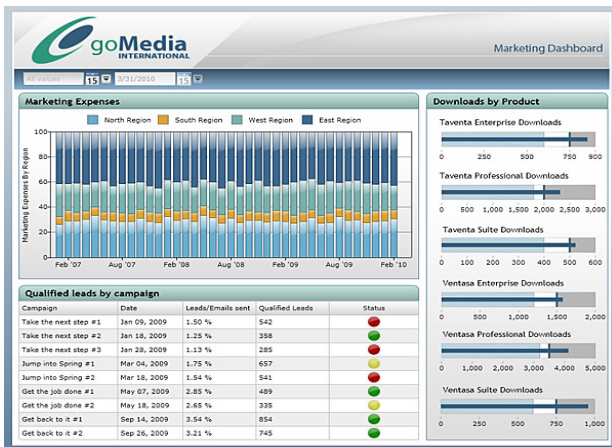 goMedia
INTERNATIONAL
Marketing Dashboard
All values 15 3/31/2010 15
Marketing Expenses
North Region South Region West Region East Region
Marketing Expenses By Region
100
80
60
40
20
0
Feb '07 Aug '07 Feb '08 Aug '08 Feb '09 Aug '09 Feb '10
Qualified leads by campaign
Campaign Date Leads/Emails sent Qualified Leads Status
Take the next step #1 Jan 09, 2009 1.50 % 542
Take the next step #2 Jan 18, 2009 1.25 % 358
Take the next step #3 Jan 28, 2009 1.13 % 285
Jump into Spring #1 Mar 04, 2009 1.75 % 657
Jump into Spring #2 Mar 18, 2009 1.54 % 541
Get the job done #1 May 07, 2009 2.85 % 489
Get the job done #2 May 18, 2009 2.65 % 335
Get back to it #1 Sep 14, 2009 3.54 % 854
Get back to it #2 Sep 26, 2009 3.21 % 745
Downloads by Product
Taventa Enterprise Downloads
0 250 500 750 900
Taventa Professional Downloads
0 500 1,000 1,500 2,000 2,500 3,000
Taventa Suite Downloads
0 100 200 300 400 500 600
Ventasa Enterprise Downloads
0 500 1,000 1,500 2,000
Ventasa Professional Downloads
0 1,000 2,000 3,000 4,000 5,000
Ventasa Suite Downloads
0 250 500 750 1,000